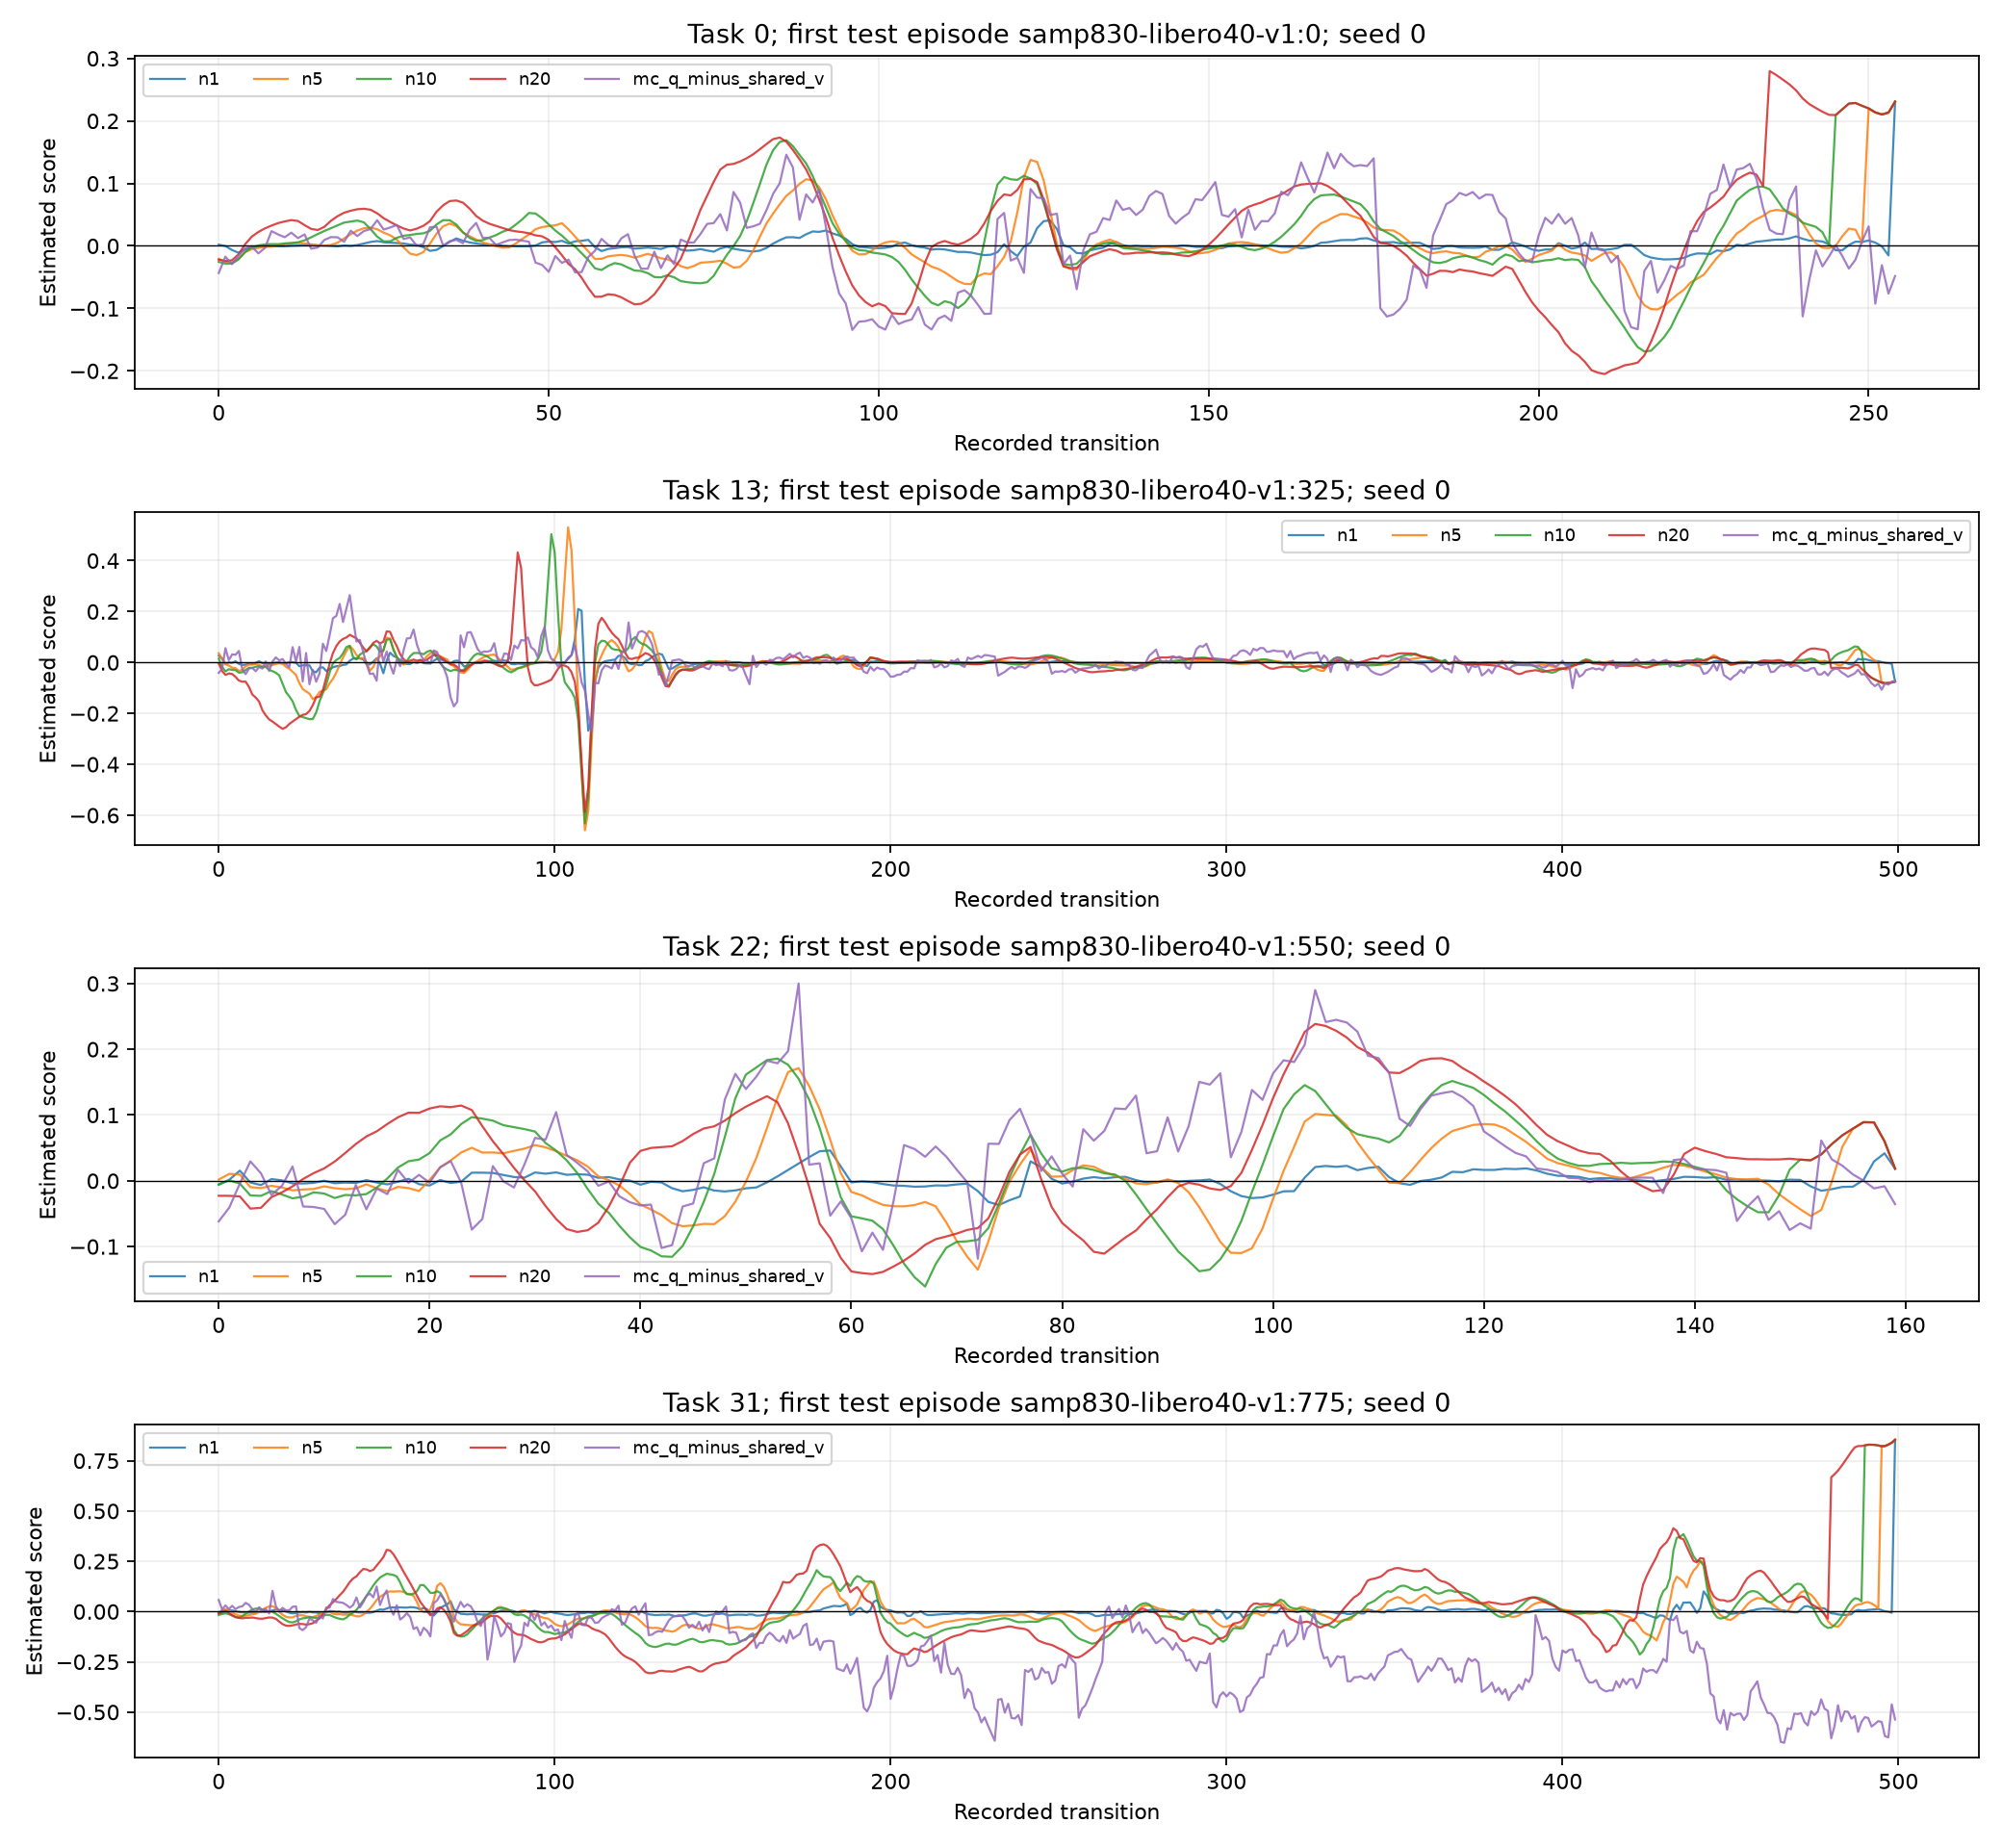 Task 0; first test episode samp830-libero40-v1:0; seed 0
n1 n5 n10 n20 mc_q_minus_shared_v
0.3
0.2
0.1
0.0
−0.1
−0.2
Estimated score
0 50 100 150 200 250
Recorded transition
Task 13; first test episode samp830-libero40-v1:325; seed 0
n1 n5 n10 n20 mc_q_minus_shared_v
0.4
0.2
0.0
−0.2
−0.4
−0.6
Estimated score
0 100 200 300 400 500
Recorded transition
Task 22; first test episode samp830-libero40-v1:550; seed 0
0.3
0.2
0.1
0.0
−0.1
Estimated score
n1 n5 n10 n20 mc_q_minus_shared_v
0 20 40 60 80 100 120 140 160
Recorded transition
Task 31; first test episode samp830-libero40-v1:775; seed 0
n1 n5 n10 n20 mc_q_minus_shared_v
0.75
0.50
0.25
0.00
−0.25
−0.50
Estimated score
0 100 200 300 400 500
Recorded transition